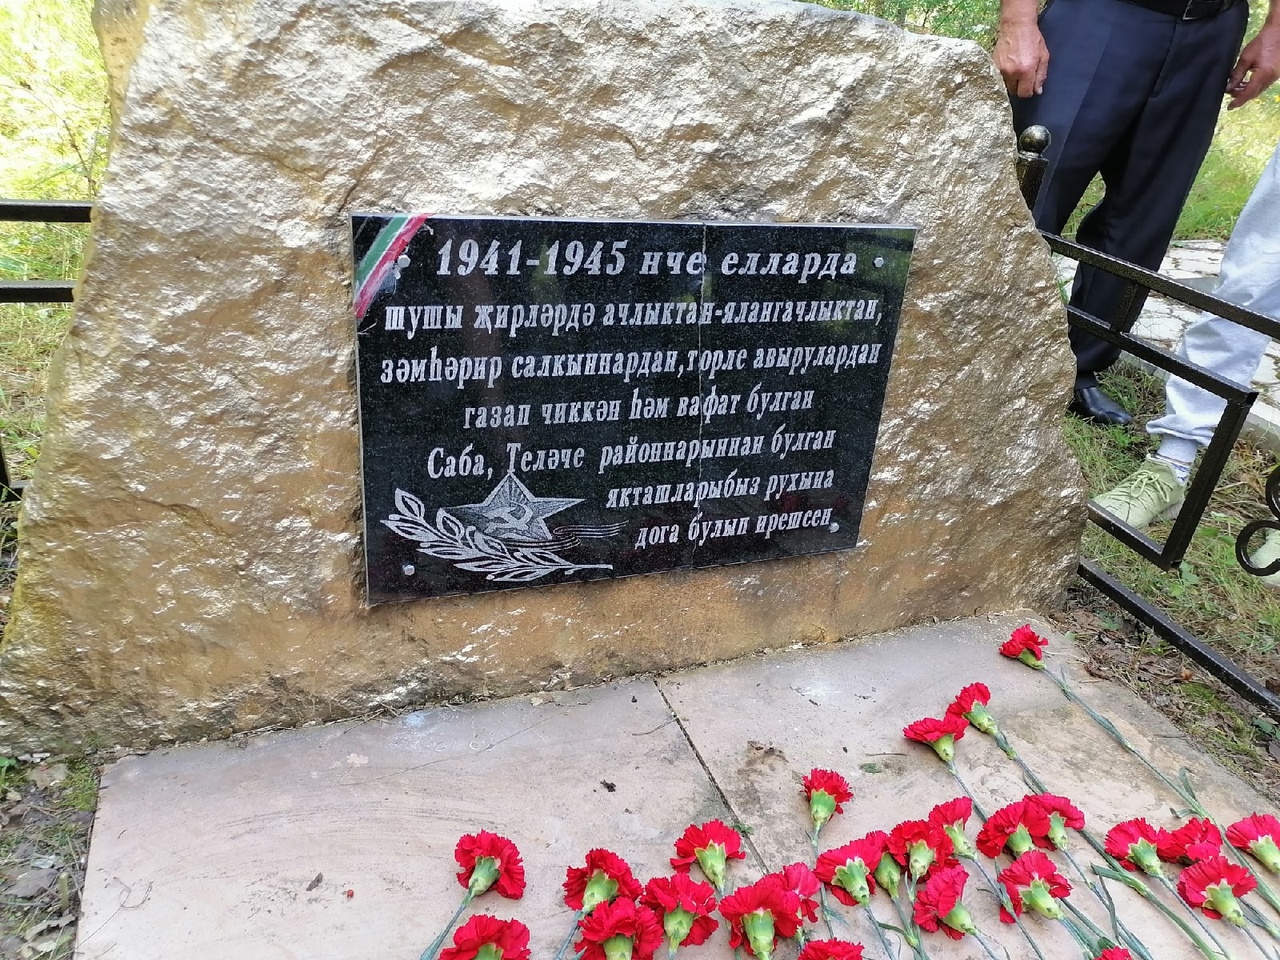 1941-1945 нче елларда
шушы җирләрдә ачлыктан-ялангачлыктан,
зәмһәрир салкыннардан, төрле авырулардан
газап чиккән һәм вафат булган
Саба, Теләче районнарыннан булган
якташларыбыз рухына
дога булып ирешсен.